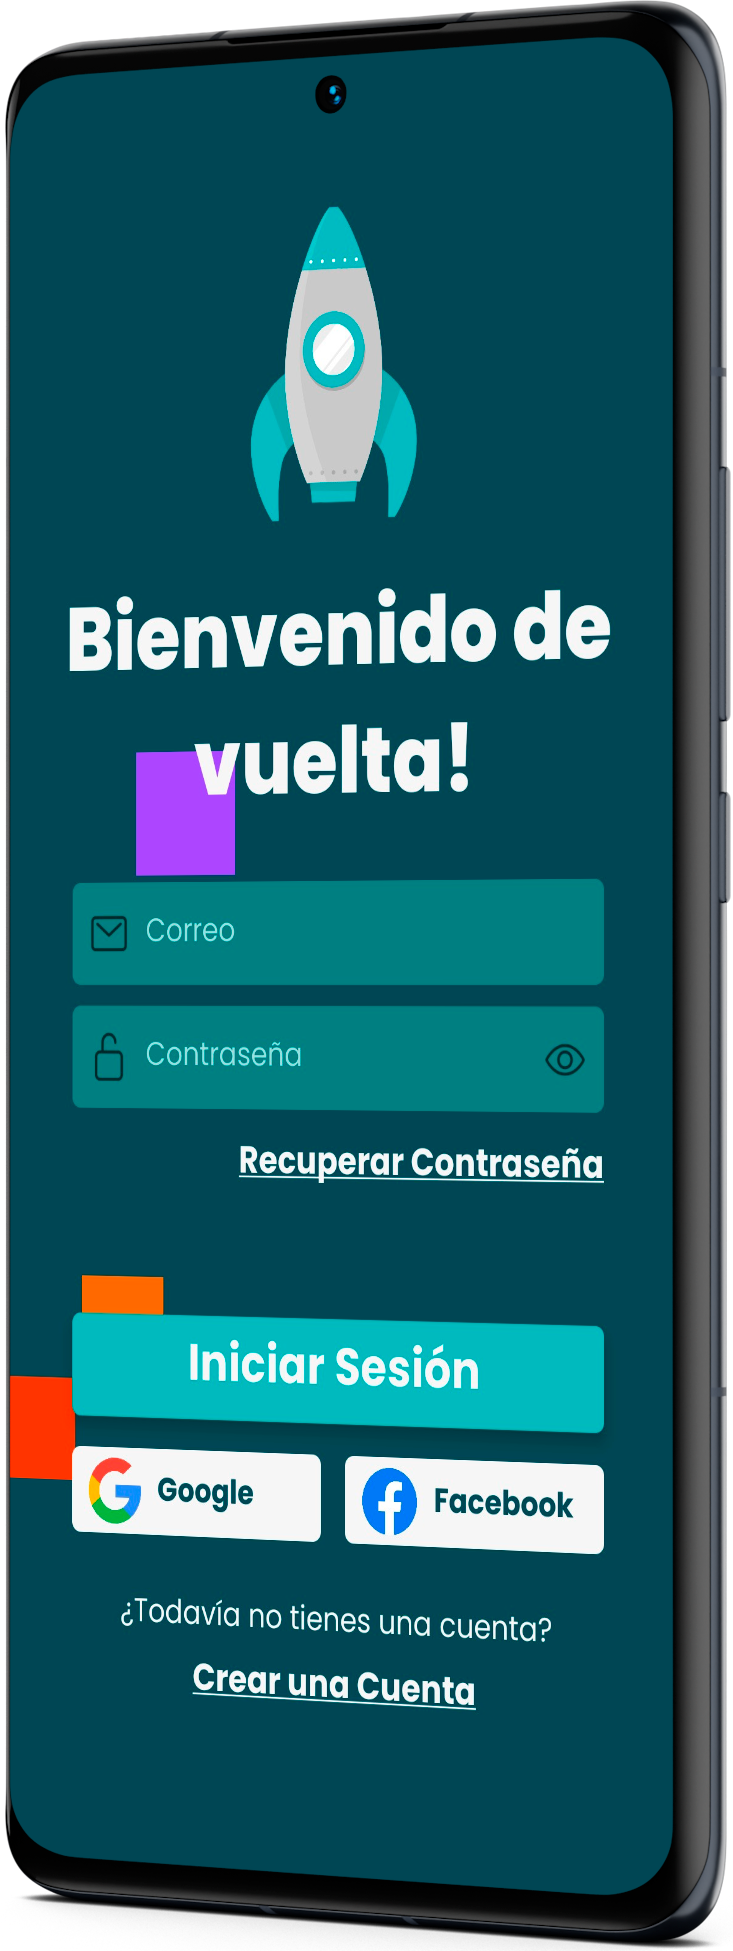 Bienvenido de
vuelta!
Correo
Contraseña
Recuperar Contraseña
Iniciar Sesión
Google
Facebook
¿Todavía no tienes una cuenta?
Crear una Cuenta